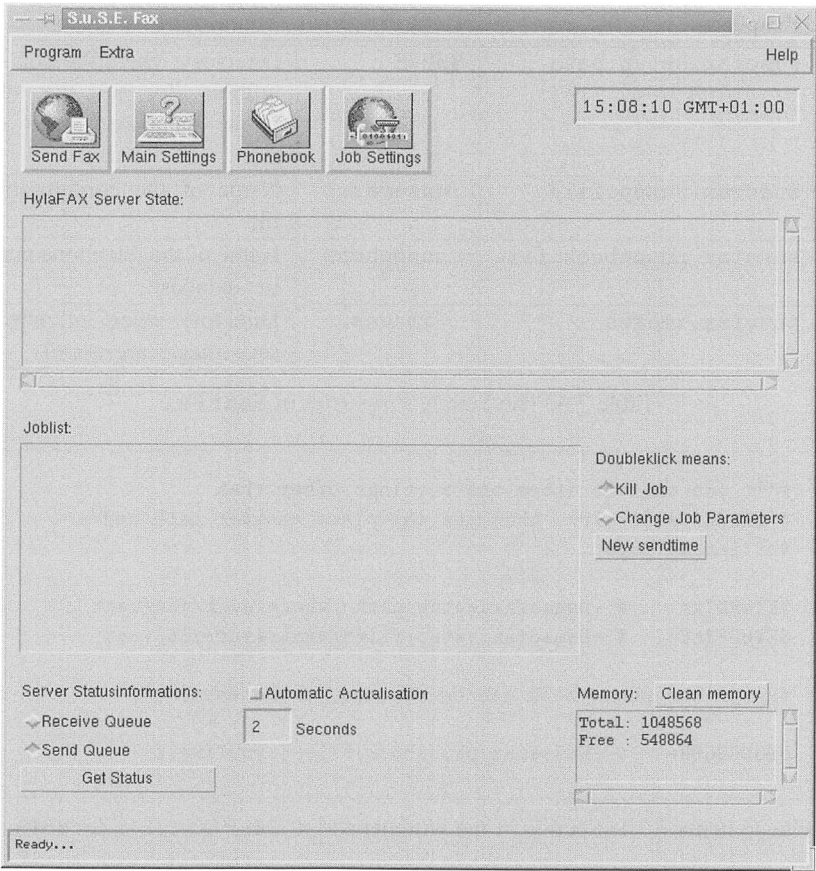 S.u.S.E. Fax
Program Extra Help
15:08:10 GMT+01:00
Send Fax Main Settings Phonebook Job Settings
HylaFAX Server State:
Joblist:
Doubleklick means:
Kill Job
Change Job Parameters
New sendtime
Server Statusinformations: Automatic Actualisation Memory: Clean memory
Receive Queue 2 Seconds Total: 1048568
Send Queue Free : 548864
Get Status
Ready...